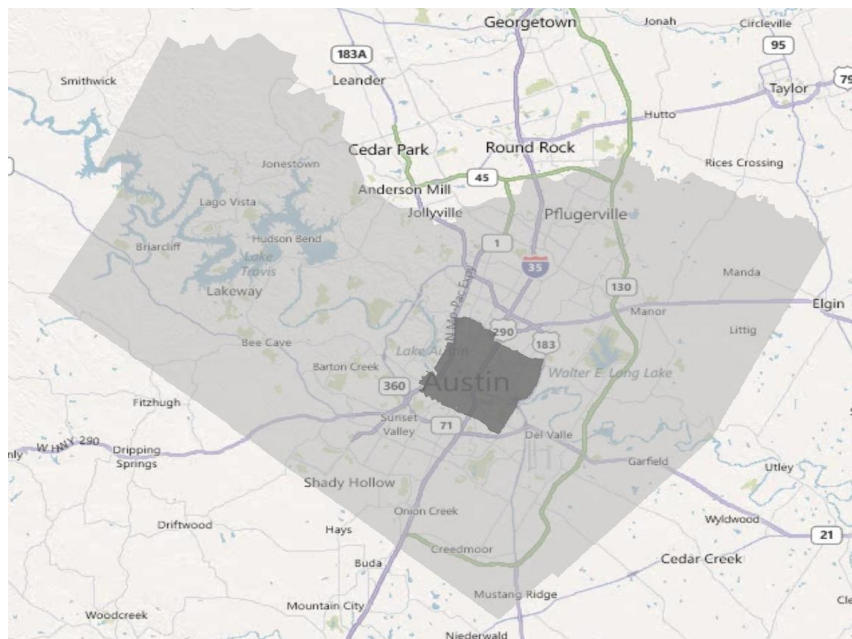 Georgetown
Jonah
Circleville
183A
95
Smithwick
Leander
79
Taylor
Hutto
Cedar Park
Round Rock
Rices Crossing
Jonestown
45
Anderson Mill
Lago Vista
Jollyville
Pflugerville
Briarcliff
Hudson Bend
1
Lake
Travis
35
Manda
Lakeway
130
Elgin
N Mo-Pac Expy
Manor
290
Littig
Bee Cave
183
Lake Austin
Barton Creek
Walter E. Long Lake
360
Austin
Fitzhugh
Sunset
Valley
71
Del Valle
W HWY 290
Dripping
Springs
Garfield
Utley
Shady Hollow
Onion Creek
Wyldwood
Driftwood
Hays
21
Creedmoor
Buda
Cedar Creek
Mustang Ridge
Mountain City
Woodcreek
Niederwald